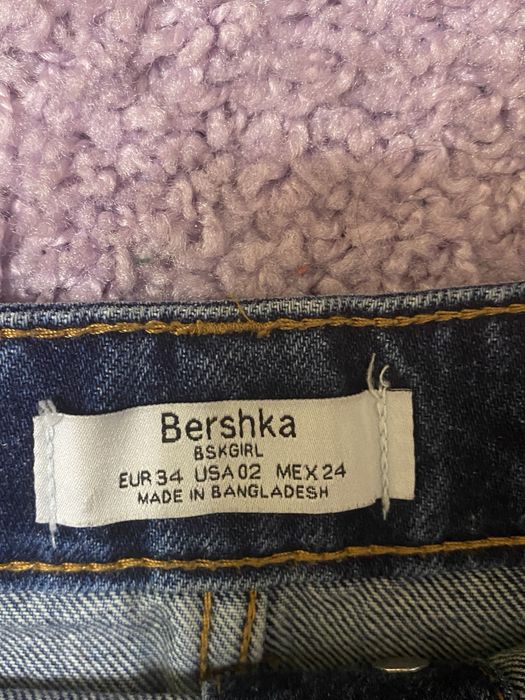 Bershka
BSKGIRL
EUR 34 USA 02 MEX 24
MADE IN BANGLADESH